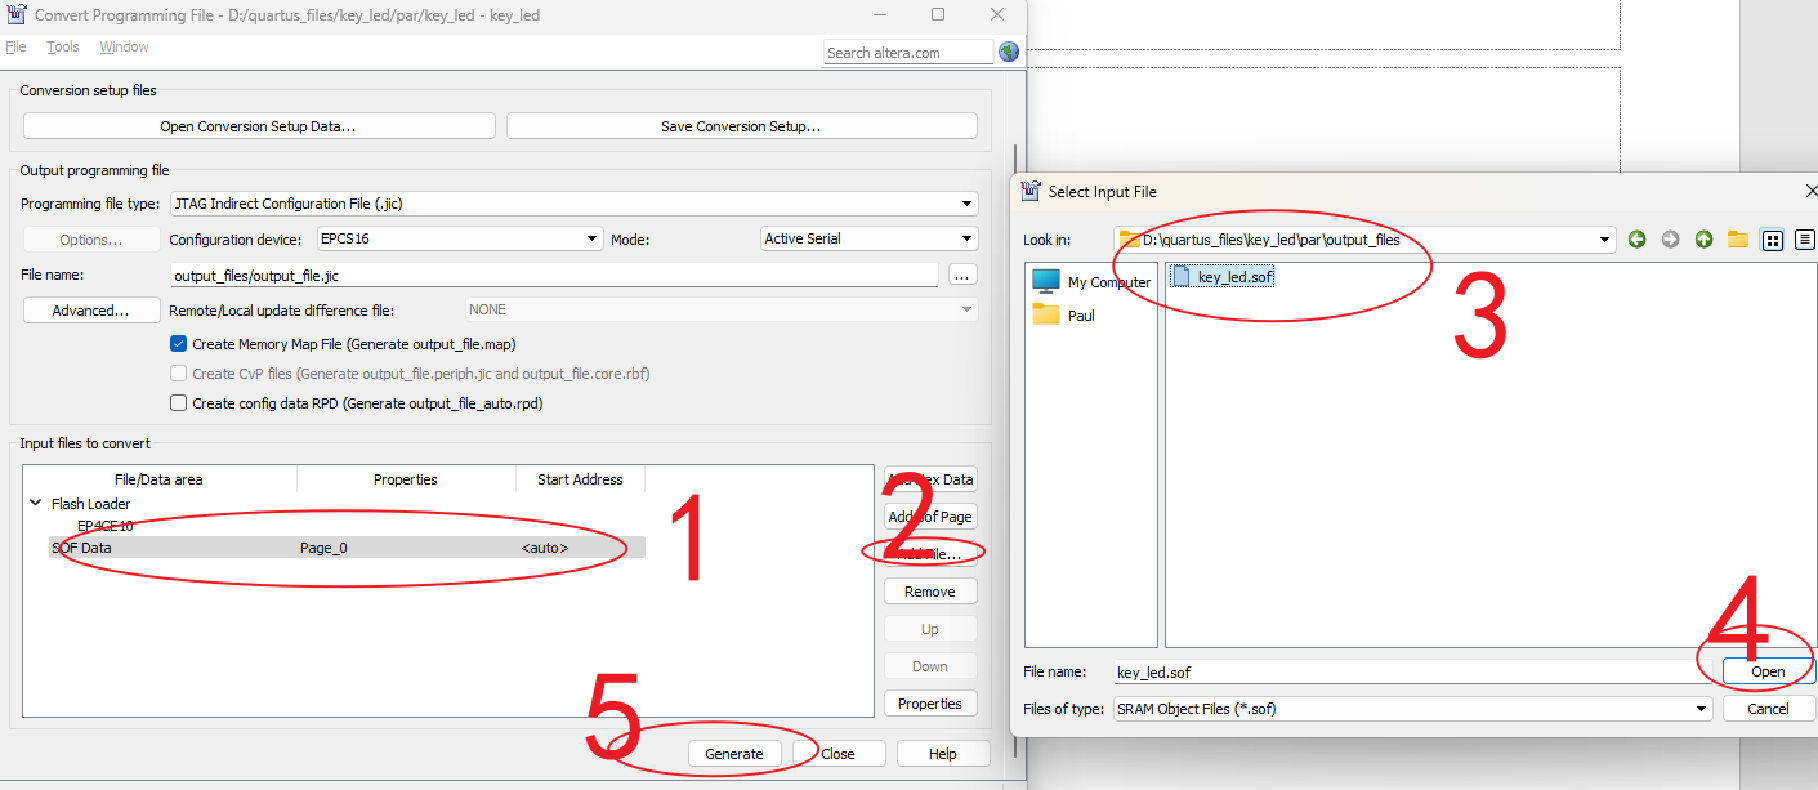 Convert Programming File - D:/quartus_files/key_led/par/key_led - key_led
File Tools Window
Search altera.com
Conversion setup files
Open Conversion Setup Data...
Save Conversion Setup...
Output programming file
Programming file type: JTAG Indirect Configuration File (.jic)
Options... Configuration device: EPCS16 Mode: Active Serial
File name: output_files/output_file.jic ...
Advanced... Remote/Local update difference file: NONE
Create Memory Map File (Generate output_file.map)
Create CvP files (Generate output_file.periph.jic and output_file.core.rbf)
Create config data RPD (Generate output_file_auto.rpd)
Input files to convert
File/Data area Properties Start Address
Flash Loader
EP4CE10
SOF Data Page_0 <auto>
1
2
Add Hex Data
Add Sof Page
Add File...
Remove
Up
Down
Properties
5
Generate
Close
Help
Select Input File
Look in: D:\quartus_files\key_led\par\output_files
My Computer
Paul
key_led.sof
3
4
File name: key_led.sof
Open
Files of type: SRAM Object Files (*.sof)
Cancel